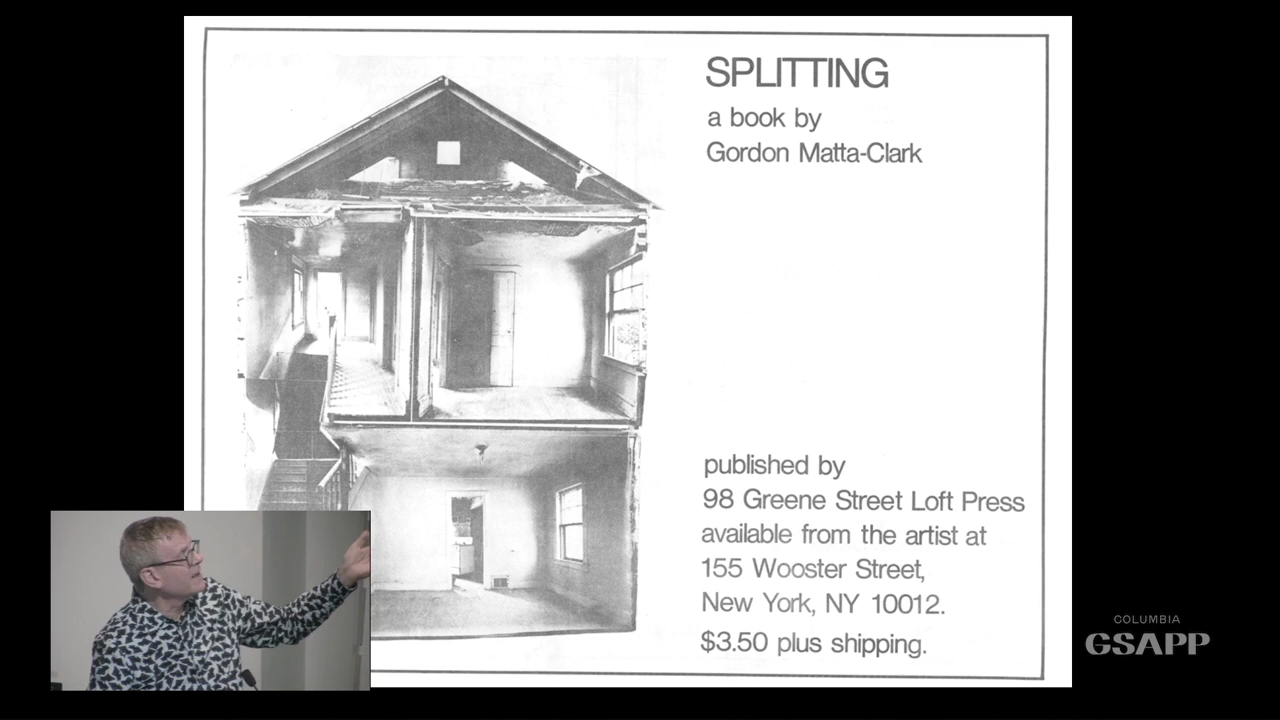 SPLITTING
a book by
Gordon Matta-Clark
published by
98 Greene Street Loft Press
available from the artist at
155 Wooster Street,
New York, NY 10012.
$3.50 plus shipping.
COLUMBIA
GSAPP